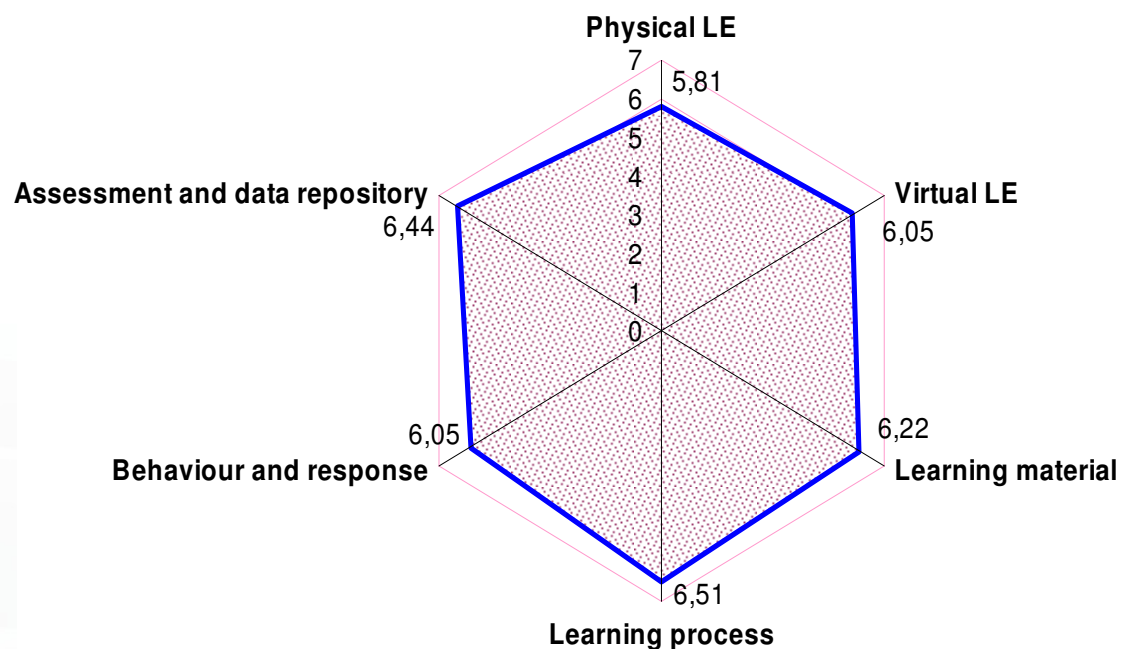 Physical LE
7
5,81
6
5
4
Assessment and data repository
Virtual LE
3
6,44
6,05
2
1
0
6,05
6,22
Behaviour and response
Learning material
6,51
Learning process